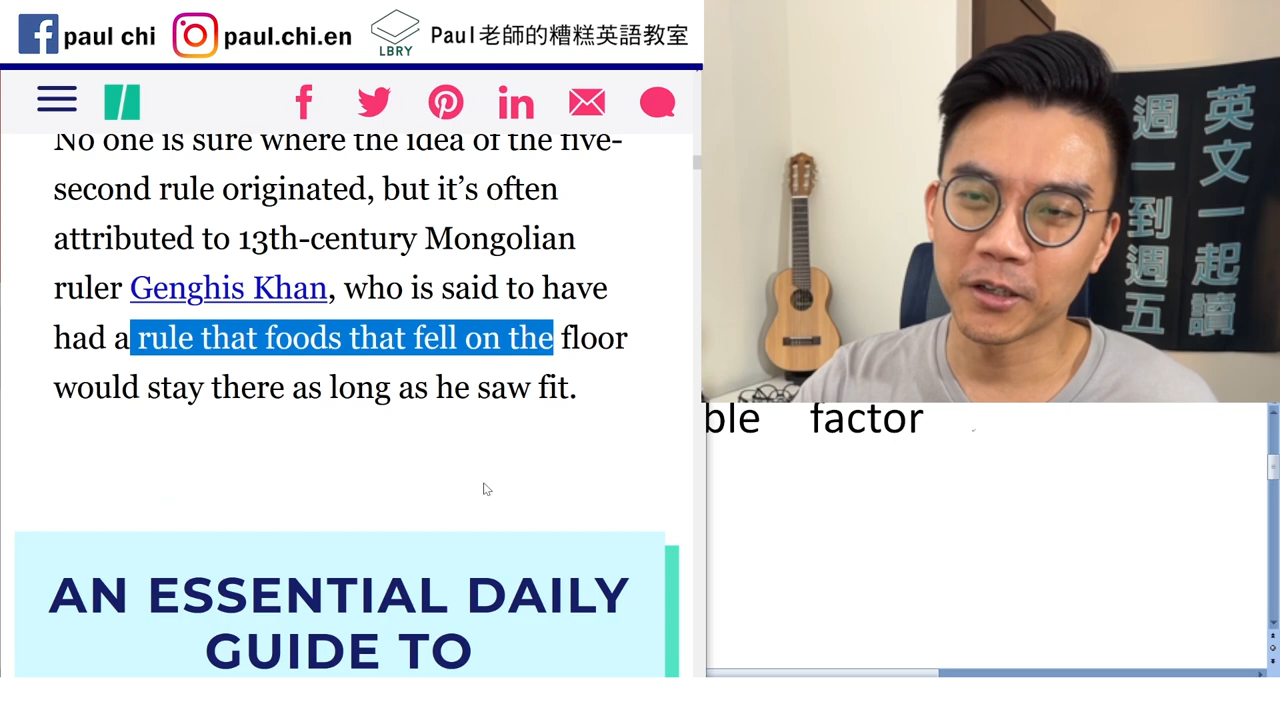 paul chi
paul.chi.en
LBRY
Paul老師的糟糕英語教室
No one is sure where the idea of the five-
second rule originated, but it’s often
attributed to 13th-century Mongolian
ruler Genghis Khan, who is said to have
had a rule that foods that fell on the floor
would stay there as long as he saw fit.
AN ESSENTIAL DAILY
GUIDE TO
英文一起讀
週一到週五
ble factor